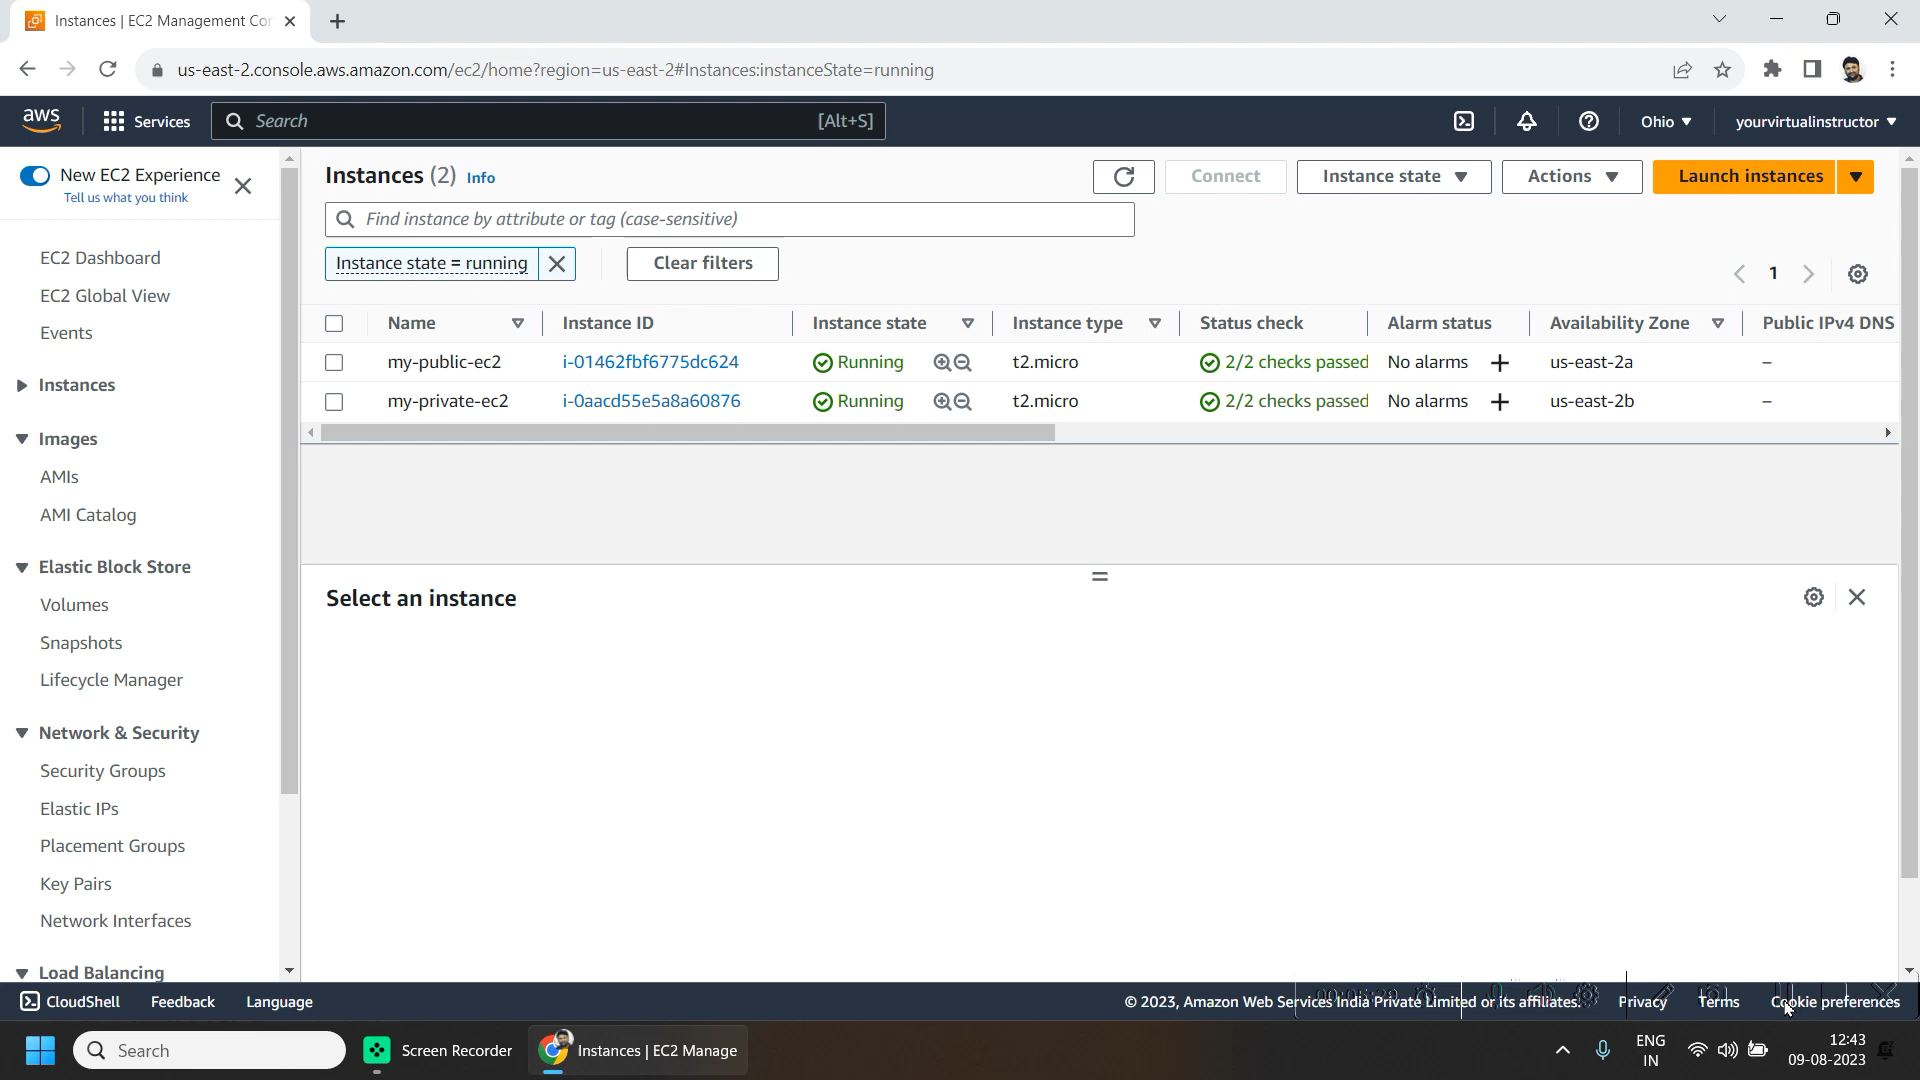 Instances | EC2 Management Cor
us-east-2.console.aws.amazon.com/ec2/home?region=us-east-2#Instances:instanceState=running
aws
Services
Search
[Alt+S]
Ohio
yourvirtualinstructor
New EC2 Experience
Tell us what you think
EC2 Dashboard
EC2 Global View
Events
Instances
Images
AMIs
AMI Catalog
Elastic Block Store
Volumes
Snapshots
Lifecycle Manager
Network & Security
Security Groups
Elastic IPs
Placement Groups
Key Pairs
Network Interfaces
Load Balancing
Instances (2) Info
Connect
Instance state
Actions
Launch instances
Find instance by attribute or tag (case-sensitive)
Instance state = running
Clear filters
1
Name Instance ID Instance state Instance type Status check Alarm status Availability Zone Public IPv4 DNS
my-public-ec2 i-01462fbf6775dc624 Running t2.micro 2/2 checks passed No alarms + us-east-2a –
my-private-ec2 i-0aacd55e5a8a60876 Running t2.micro 2/2 checks passed No alarms + us-east-2b –
Select an instance
CloudShell Feedback Language
© 2023, Amazon Web Services India Private Limited or its affiliates. Privacy Terms Cookie preferences
Search
Screen Recorder
Instances | EC2 Manage
ENG
IN
12:43
09-08-2023